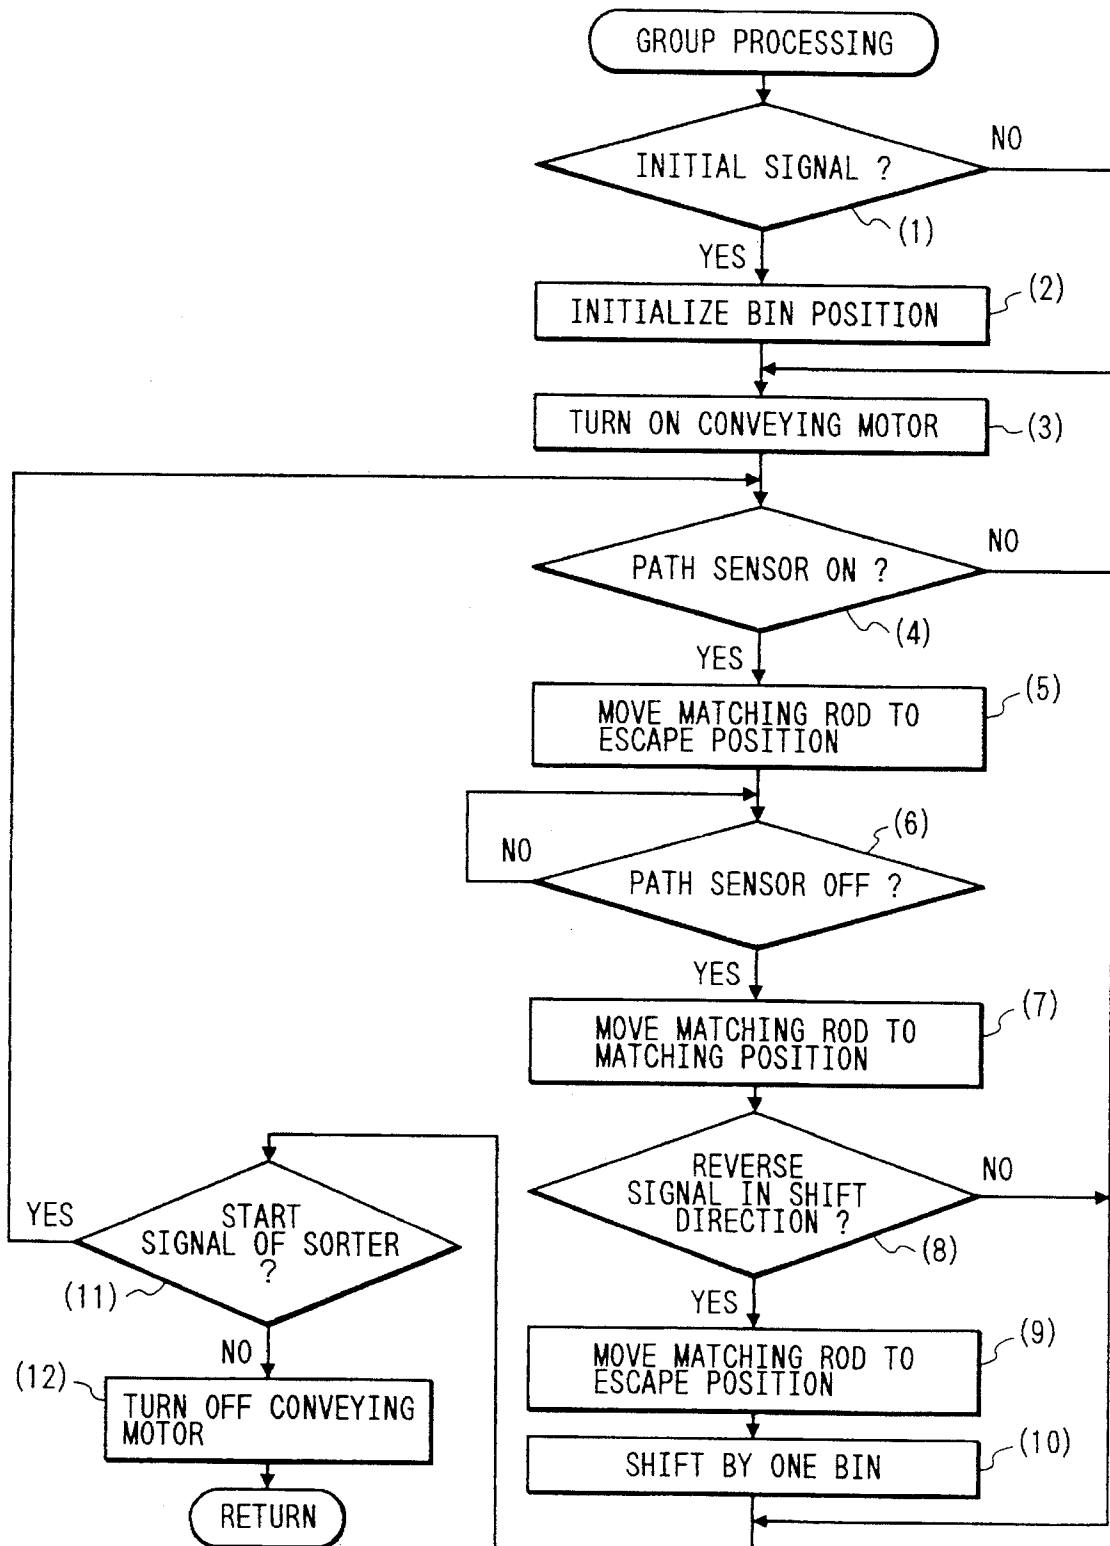 GROUP PROCESSING
INITIAL SIGNAL ?
NO
(1)
YES
(2)
INITIALIZE BIN POSITION
TURN ON CONVEYING MOTOR
(3)
PATH SENSOR ON ?
NO
(4)
YES
(5)
MOVE MATCHING ROD TO
ESCAPE POSITION
(6)
NO
PATH SENSOR OFF ?
YES
(7)
MOVE MATCHING ROD TO
MATCHING POSITION
REVERSE
SIGNAL IN SHIFT
DIRECTION ?
NO
(8)
YES
(9)
MOVE MATCHING ROD TO
ESCAPE POSITION
(10)
SHIFT BY ONE BIN
YES
START
SIGNAL OF SORTER
?
(11)
NO
(12)
TURN OFF CONVEYING
MOTOR
RETURN